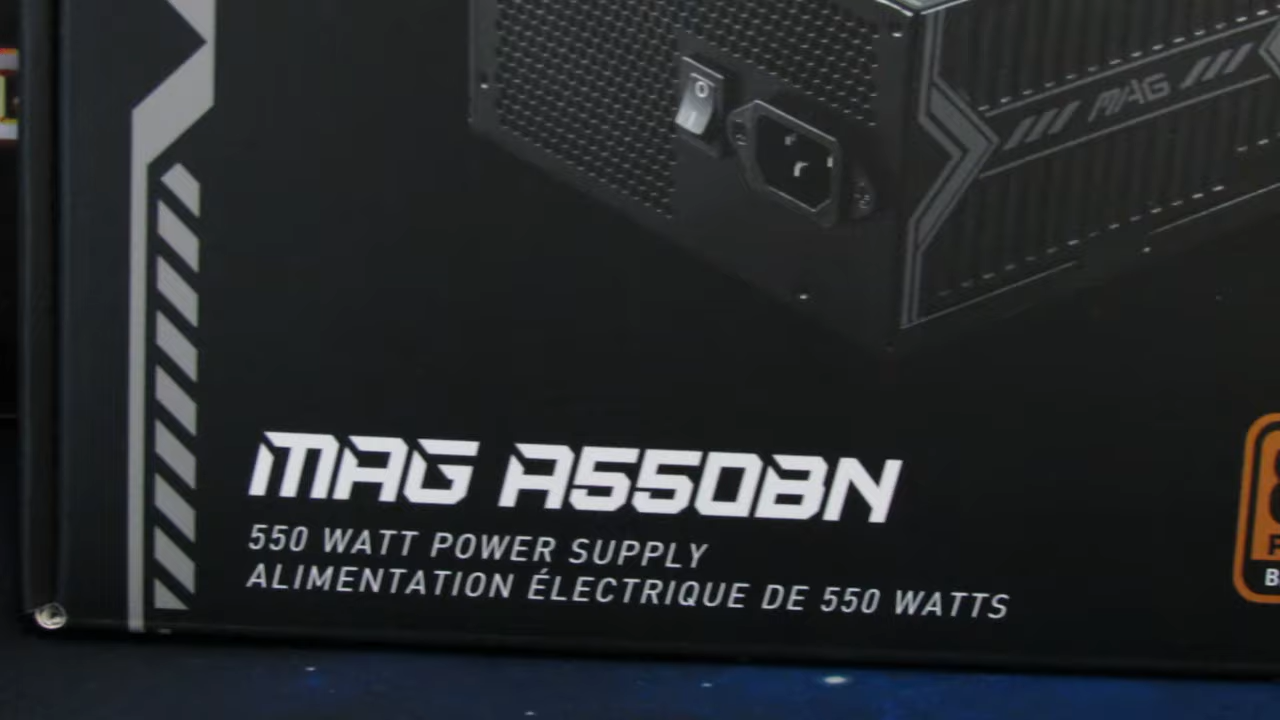 MAG
MAG A550BN
550 WATT POWER SUPPLY
ALIMENTATION ÉLECTRIQUE DE 550 WATTS